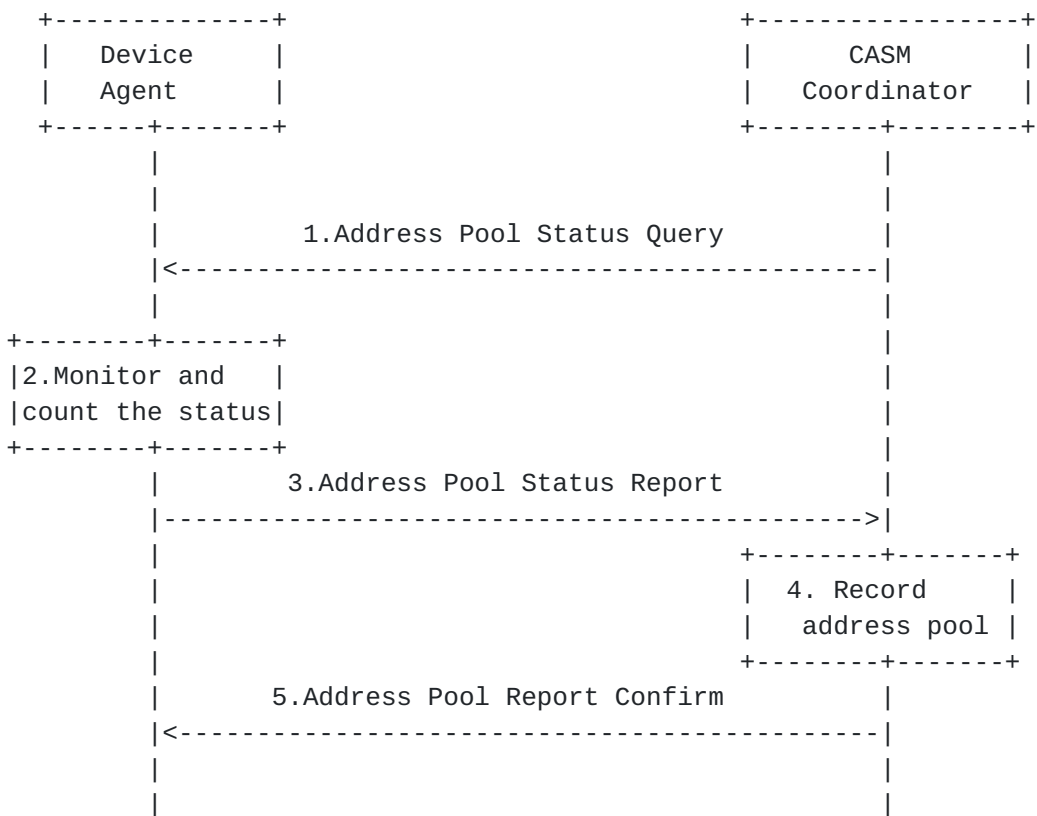 Device
Agent
CASM
Coordinator
1.Address Pool Status Query
2.Monitor and
count the status
3.Address Pool Status Report
4. Record
address pool
5.Address Pool Report Confirm